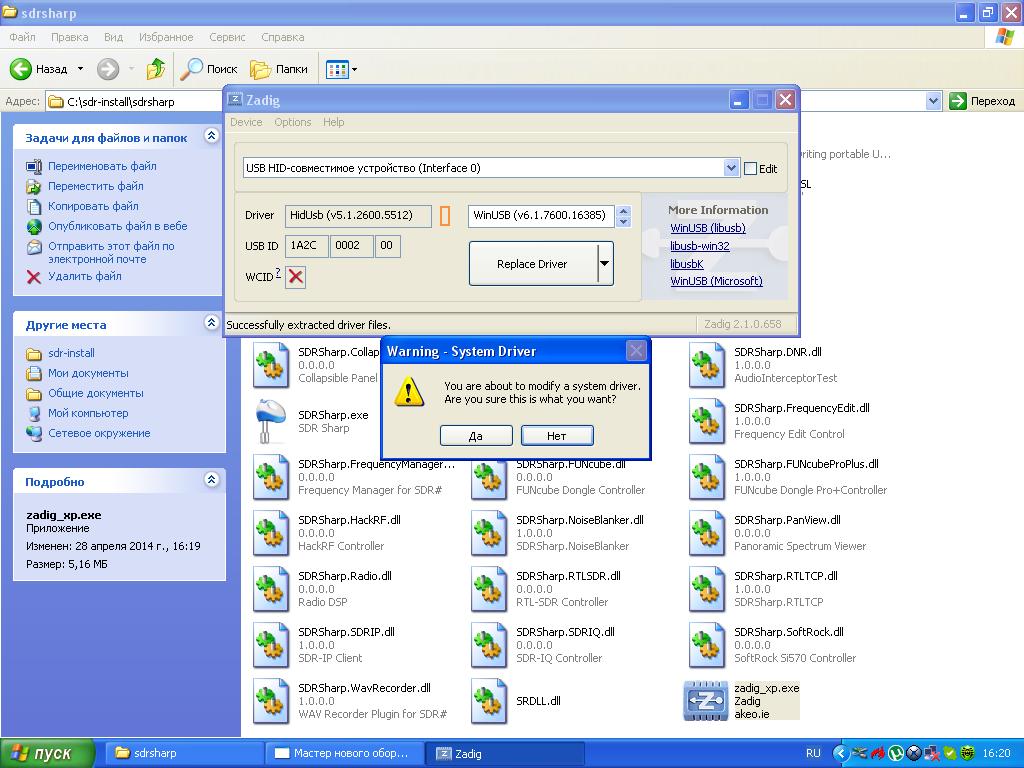 sdrsharp
Файл Правка Вид Избранное Сервис Справка
Назад Поиск Папки
Адрес: C:\sdr-install\sdrsharp Переход
Задачи для файлов и папок
Переименовать файл
Переместить файл
Копировать файл
Опубликовать файл в вебе
Отправить этот файл по
электронной почте
Удалить файл
Другие места
sdr-install
Мои документы
Общие документы
Мой компьютер
Сетевое окружение
Подробно
zadig_xp.exe
Приложение
Изменен: 28 апреля 2014 г., 16:19
Размер: 5,16 МБ
Zadig
Device Options Help
USB HID-совместимое устройство (Interface 0) Edit
Driver HidUsb (v5.1.2600.5512) WinUSB (v6.1.7600.16385)
USB ID 1A2C 0002 00
WCID ?
Replace Driver
More Information
WinUSB (libusb)
libusb-win32
libusbK
WinUSB (Microsoft)
Successfully extracted driver files. Zadig 2.1.0.658
riting portable U...
SL
Warning - System Driver
You are about to modify a system driver.
Are you sure this is what you want?
Да Нет
SDRSharp.Collap
0.0.0.0
Collapsible Panel
SDRSharp.DNR.dll
1.0.0.0
AudioInterceptorTest
SDRSharp.exe
SDR Sharp
SDRSharp.FrequencyEdit.dll
1.0.0.0
Frequency Edit Control
SDRSharp.FrequencyManager...
0.0.0.0
Frequency Manager for SDR#
SDRSharp.FUNcube.dll
0.0.0.0
FUNcube Dongle Controller
SDRSharp.FUNcubeProPlus.dll
1.0.0.0
FUNcube Dongle Pro+Controller
SDRSharp.HackRF.dll
0.0.0.0
HackRF Controller
SDRSharp.NoiseBlanker.dll
1.0.0.0
SDRSharp.NoiseBlanker
SDRSharp.PanView.dll
0.0.0.0
Panoramic Spectrum Viewer
SDRSharp.Radio.dll
0.0.0.0
Radio DSP
SDRSharp.RTLSDR.dll
0.0.0.0
RTL-SDR Controller
SDRSharp.RTLTCP.dll
1.0.0.0
SDRSharp.RTLTCP
SDRSharp.SDRIP.dll
1.0.0.0
SDR-IP Client
SDRSharp.SDRIQ.dll
0.0.0.0
SDR-IQ Controller
SDRSharp.SoftRock.dll
0.0.0.0
SoftRock Si570 Controller
SDRSharp.WavRecorder.dll
1.0.0.0
WAV Recorder Plugin for SDR#
SRDLL.dll
zadig_xp.exe
Zadig
akeo.ie
пуск sdrsharp Мастер нового обор... Zadig RU 16:20